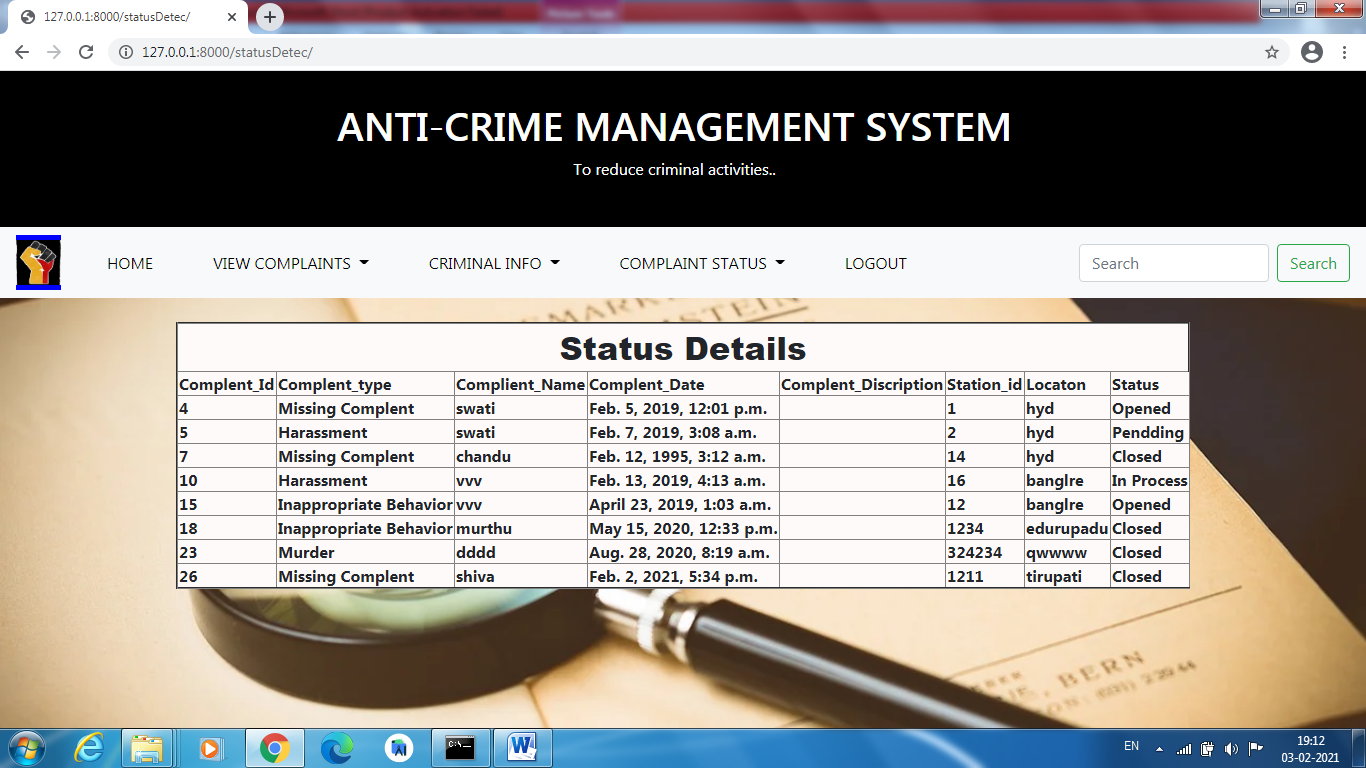 127.0.0.1:8000/statusDetec/
127.0.0.1:8000/statusDetec/
ANTI-CRIME MANAGEMENT SYSTEM
To reduce criminal activities..
HOME VIEW COMPLAINTS CRIMINAL INFO COMPLAINT STATUS LOGOUT Search Search
Status Details
Complent_Id Complent_type Complient_Name Complent_Date Complent_Discription Station_id Locaton Status
4 Missing Complent swati Feb. 5, 2019, 12:01 p.m. 1 hyd Opened
5 Harassment swati Feb. 7, 2019, 3:08 a.m. 2 hyd Pendding
7 Missing Complent chandu Feb. 12, 1995, 3:12 a.m. 14 hyd Closed
10 Harassment vvv Feb. 13, 2019, 4:13 a.m. 16 banglre In Process
15 Inappropriate Behavior vvv April 23, 2019, 1:03 a.m. 12 banglre Opened
18 Inappropriate Behavior murthu May 15, 2020, 12:33 p.m. 1234 edurupadu Closed
23 Murder dddd Aug. 28, 2020, 8:19 a.m. 324234 qwwww Closed
26 Missing Complent shiva Feb. 2, 2021, 5:34 p.m. 1211 tirupati Closed
BERN
EN 19:12
03-02-2021